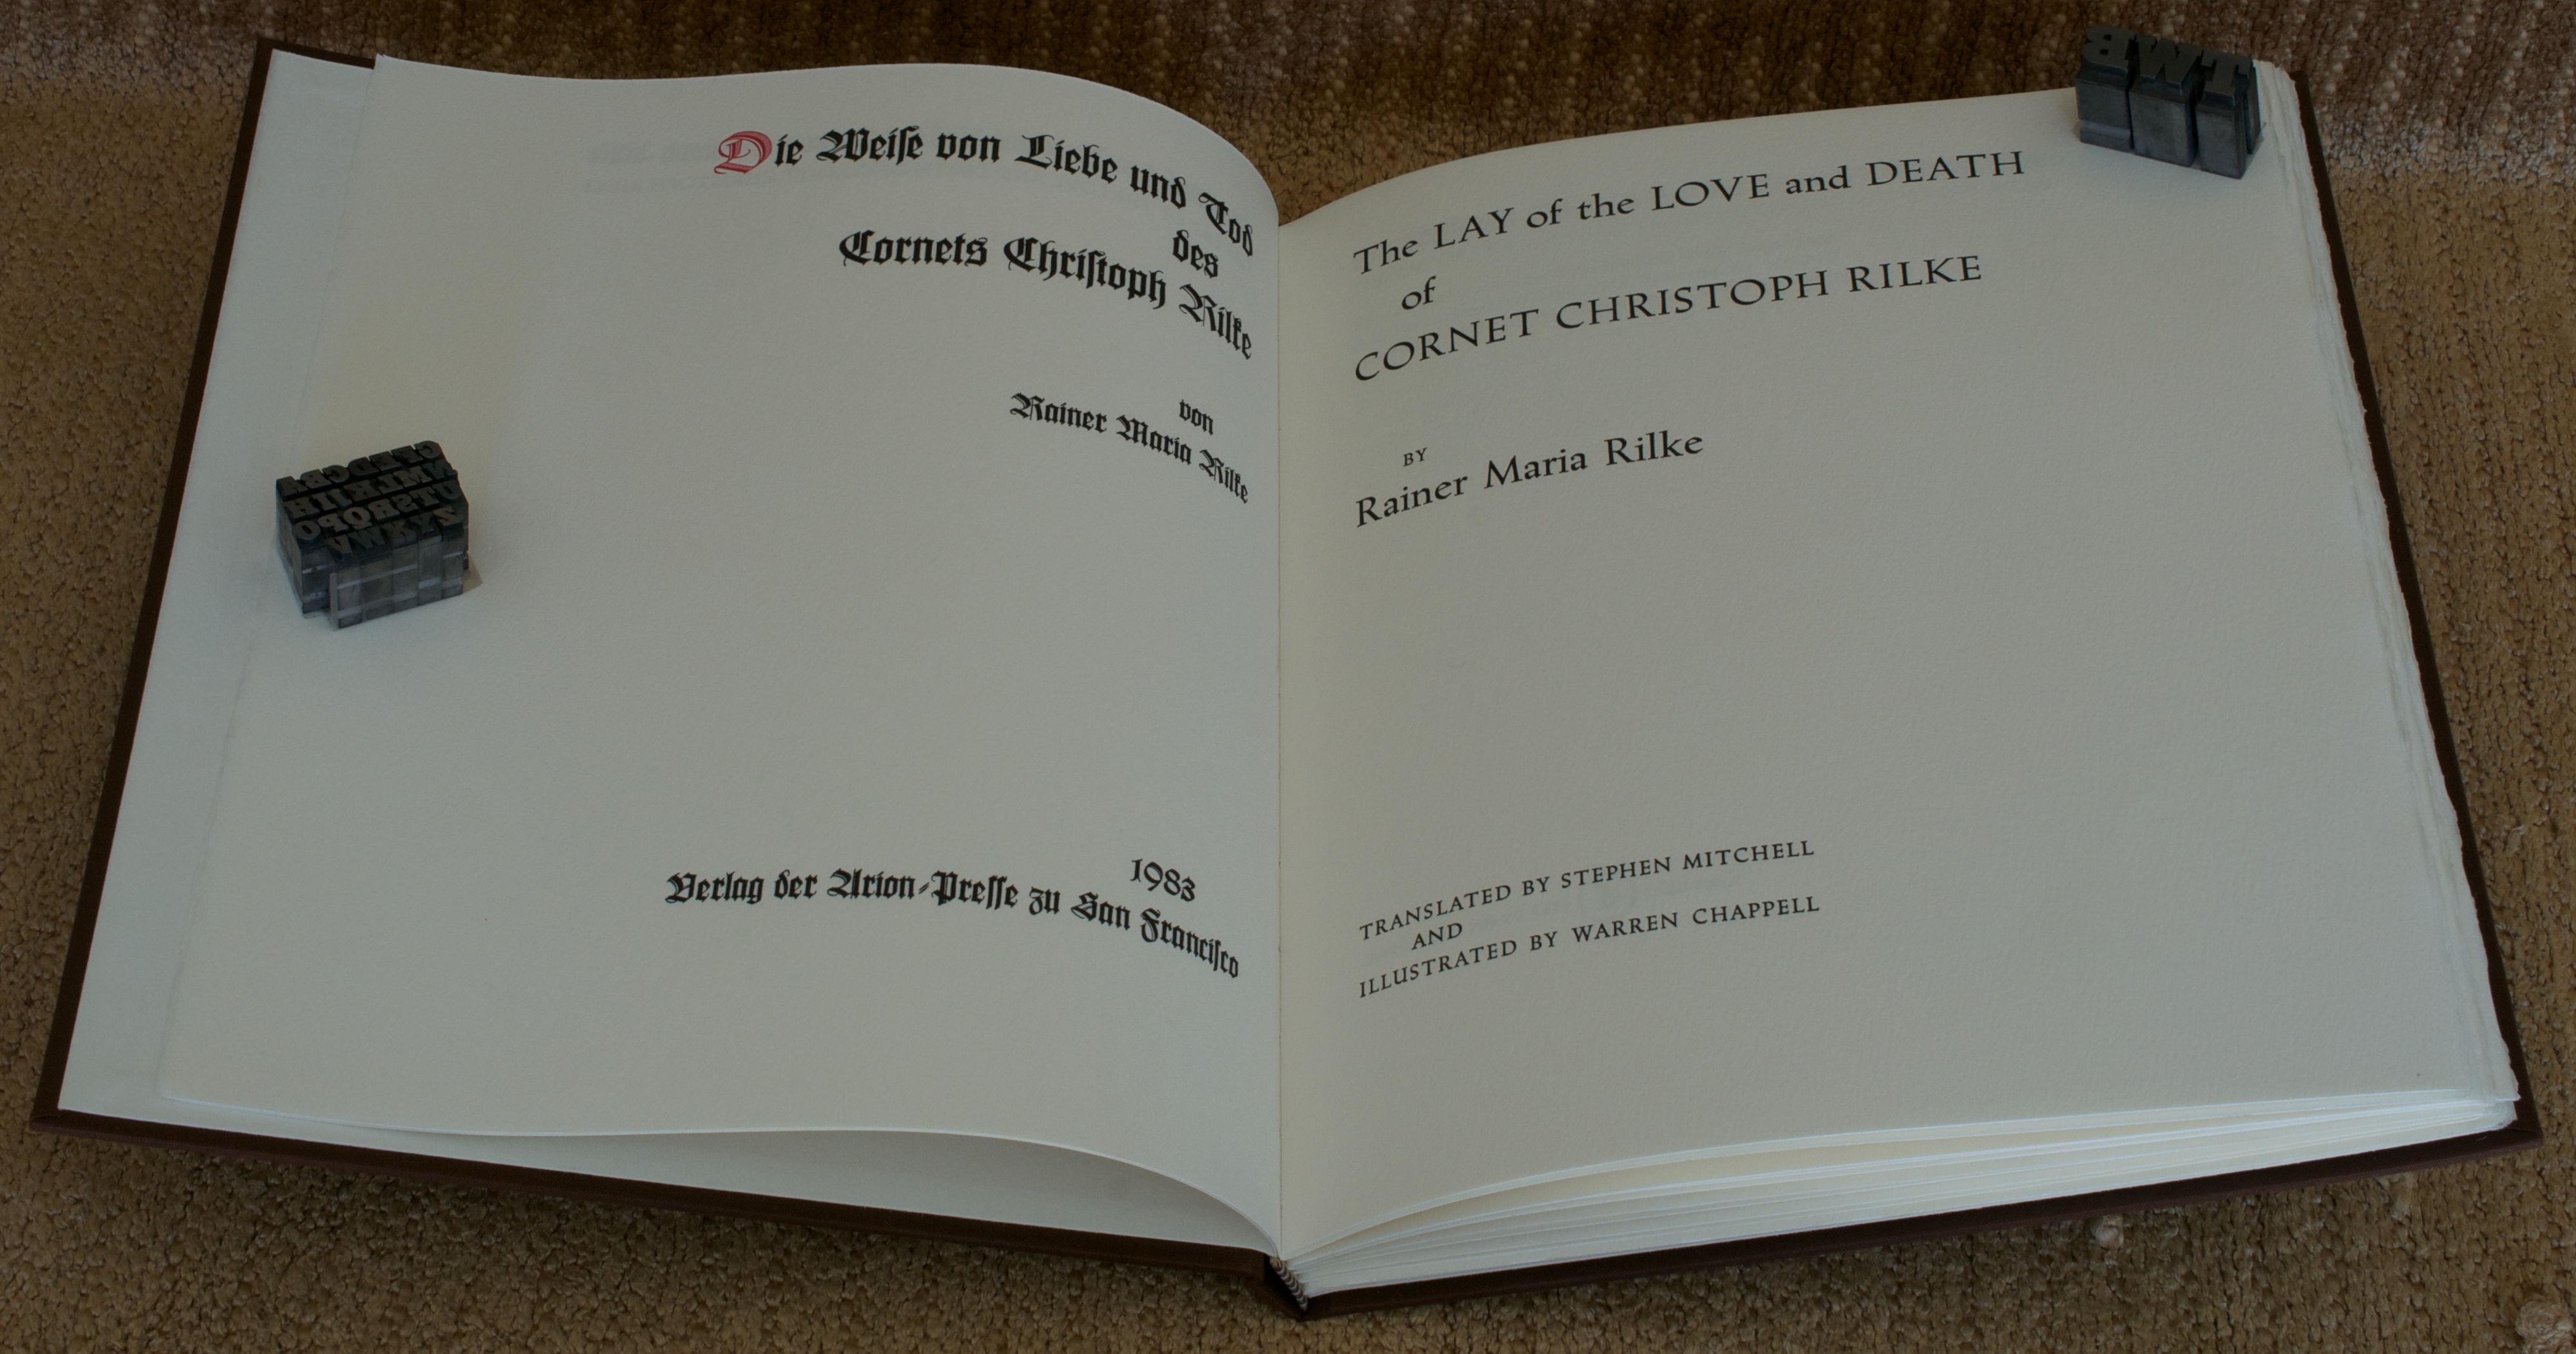 Die Weiſe von Liebe und Tod
des
Cornets Chriſtoph Rilke
von
Rainer Maria Rilke
1983
Verlag der Arion-Preſſe zu San Franciſco
The LAY of the LOVE and DEATH
of
CORNET CHRISTOPH RILKE
BY
Rainer Maria Rilke
TRANSLATED BY STEPHEN MITCHELL
AND
ILLUSTRATED BY WARREN CHAPPELL